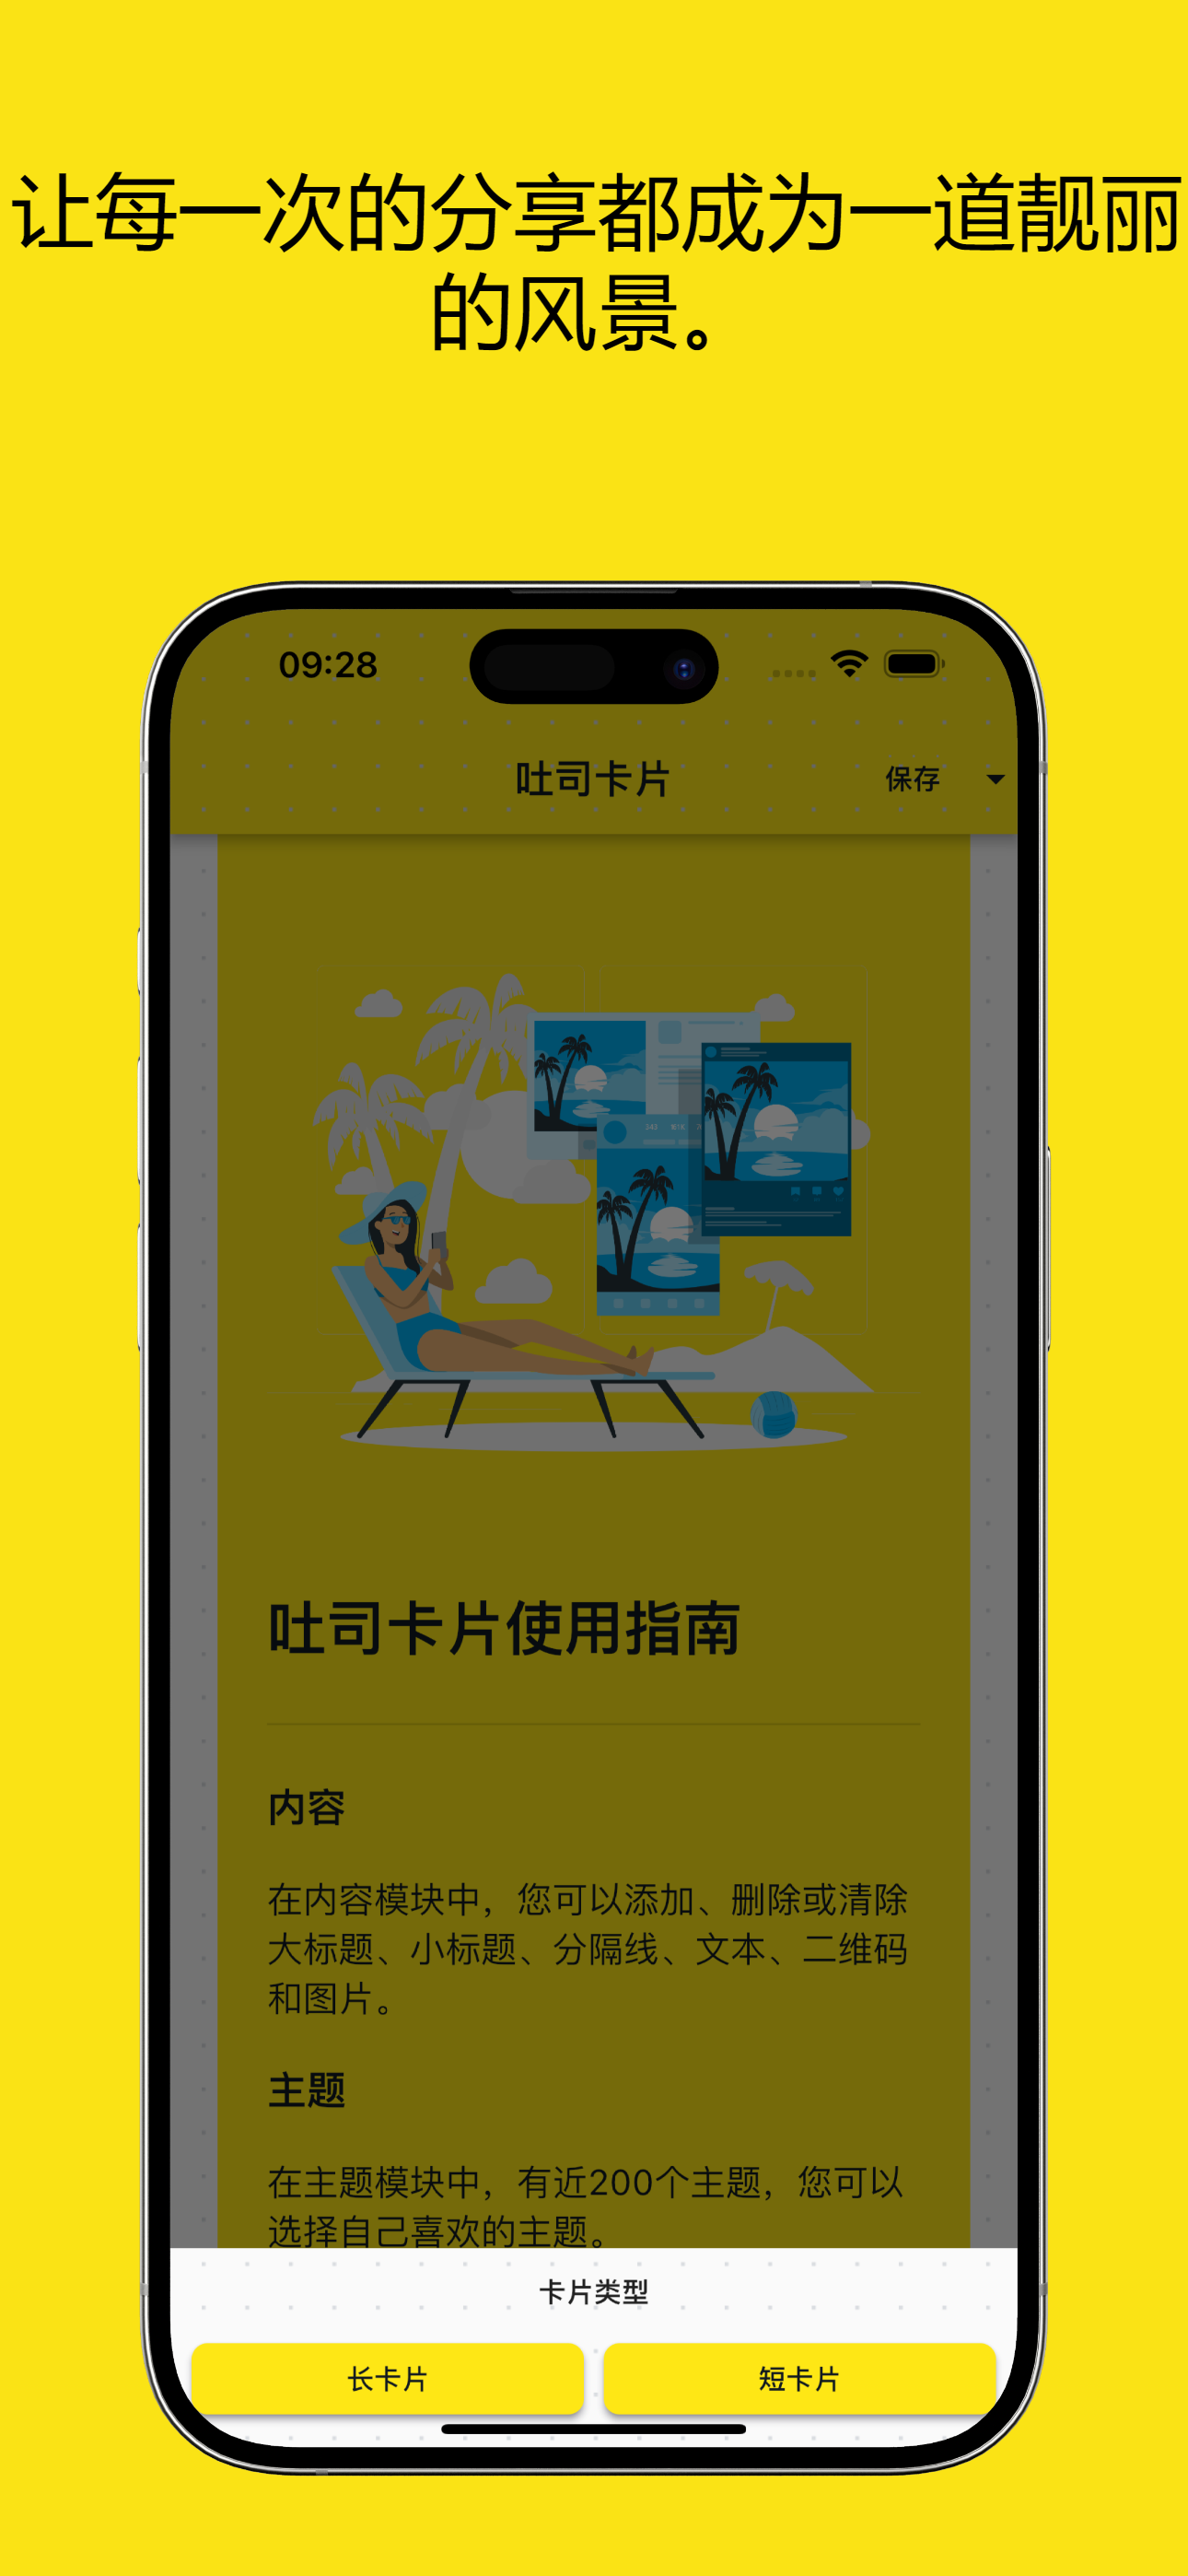 让每一次的分享都成为一道靓丽
的风景。
09:28
吐司卡片
保存
吐司卡片使用指南
内容
在内容模块中，您可以添加、删除或清除
大标题、小标题、分隔线、文本、二维码
和图片。
主题
在主题模块中，有近200个主题，您可以
选择自己喜欢的主题。
卡片类型
长卡片
短卡片